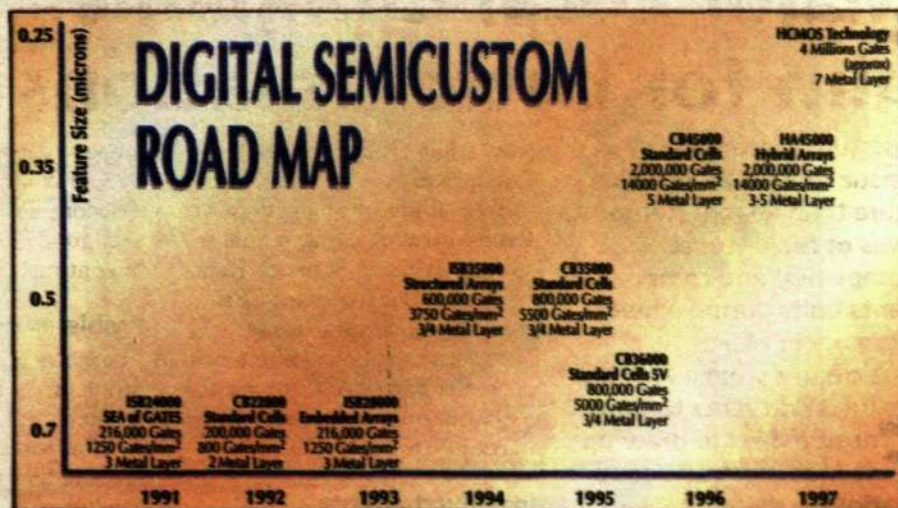 DIGITAL SEMICUSTOM
ROAD MAP
Feature Size (microns)
0.25
0.35
0.5
0.7
HCMOS Technology
4 Millions Gates
(approx)
7 Metal Layer
CB45000
Standard Cells
2,000,000 Gates
14000 Gates/mm²
5 Metal Layer
HA45000
Hybrid Arrays
2,000,000 Gates
14000 Gates/mm²
3-5 Metal Layer
ISB35000
Structured Arrays
600,000 Gates
3750 Gates/mm²
3/4 Metal Layer
CB35000
Standard Cells
800,000 Gates
5500 Gates/mm²
3/4 Metal Layer
CB36000
Standard Cells 5V
800,000 Gates
5000 Gates/mm²
3/4 Metal Layer
ISB24000
SEA of GATES
216,000 Gates
1250 Gates/mm²
3 Metal Layer
CB22000
Standard Cells
200,000 Gates
800 Gates/mm²
2 Metal Layer
ISB28000
Embedded Arrays
216,000 Gates
1250 Gates/mm²
3 Metal Layer
1991 1992 1993 1994 1995 1996 1997